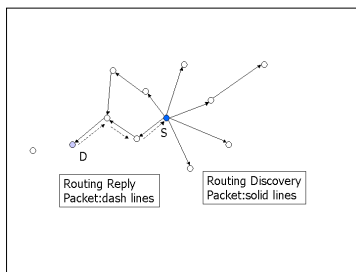 S
D
Routing Reply
Packet:dash lines
Routing Discovery
Packet:solid lines